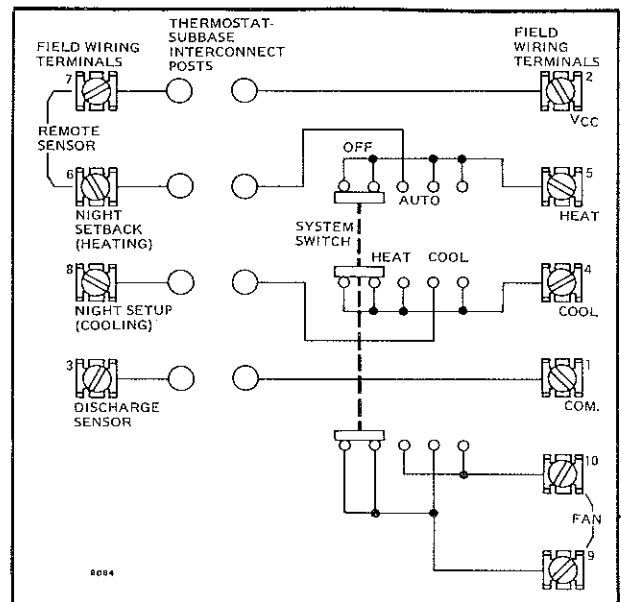 THERMOSTAT-
SUBBASE
INTERCONNECT
POSTS
FIELD WIRING
TERMINALS
FIELD
WIRING
TERMINALS
7
2
VCC
REMOTE
SENSOR
OFF
6
5
AUTO
NIGHT
SETBACK
(HEATING)
HEAT
SYSTEM
SWITCH
HEAT COOL
8
4
NIGHT SETUP
(COOLING)
COOL
3
1
DISCHARGE
SENSOR
COM.
10
FAN
9
8084